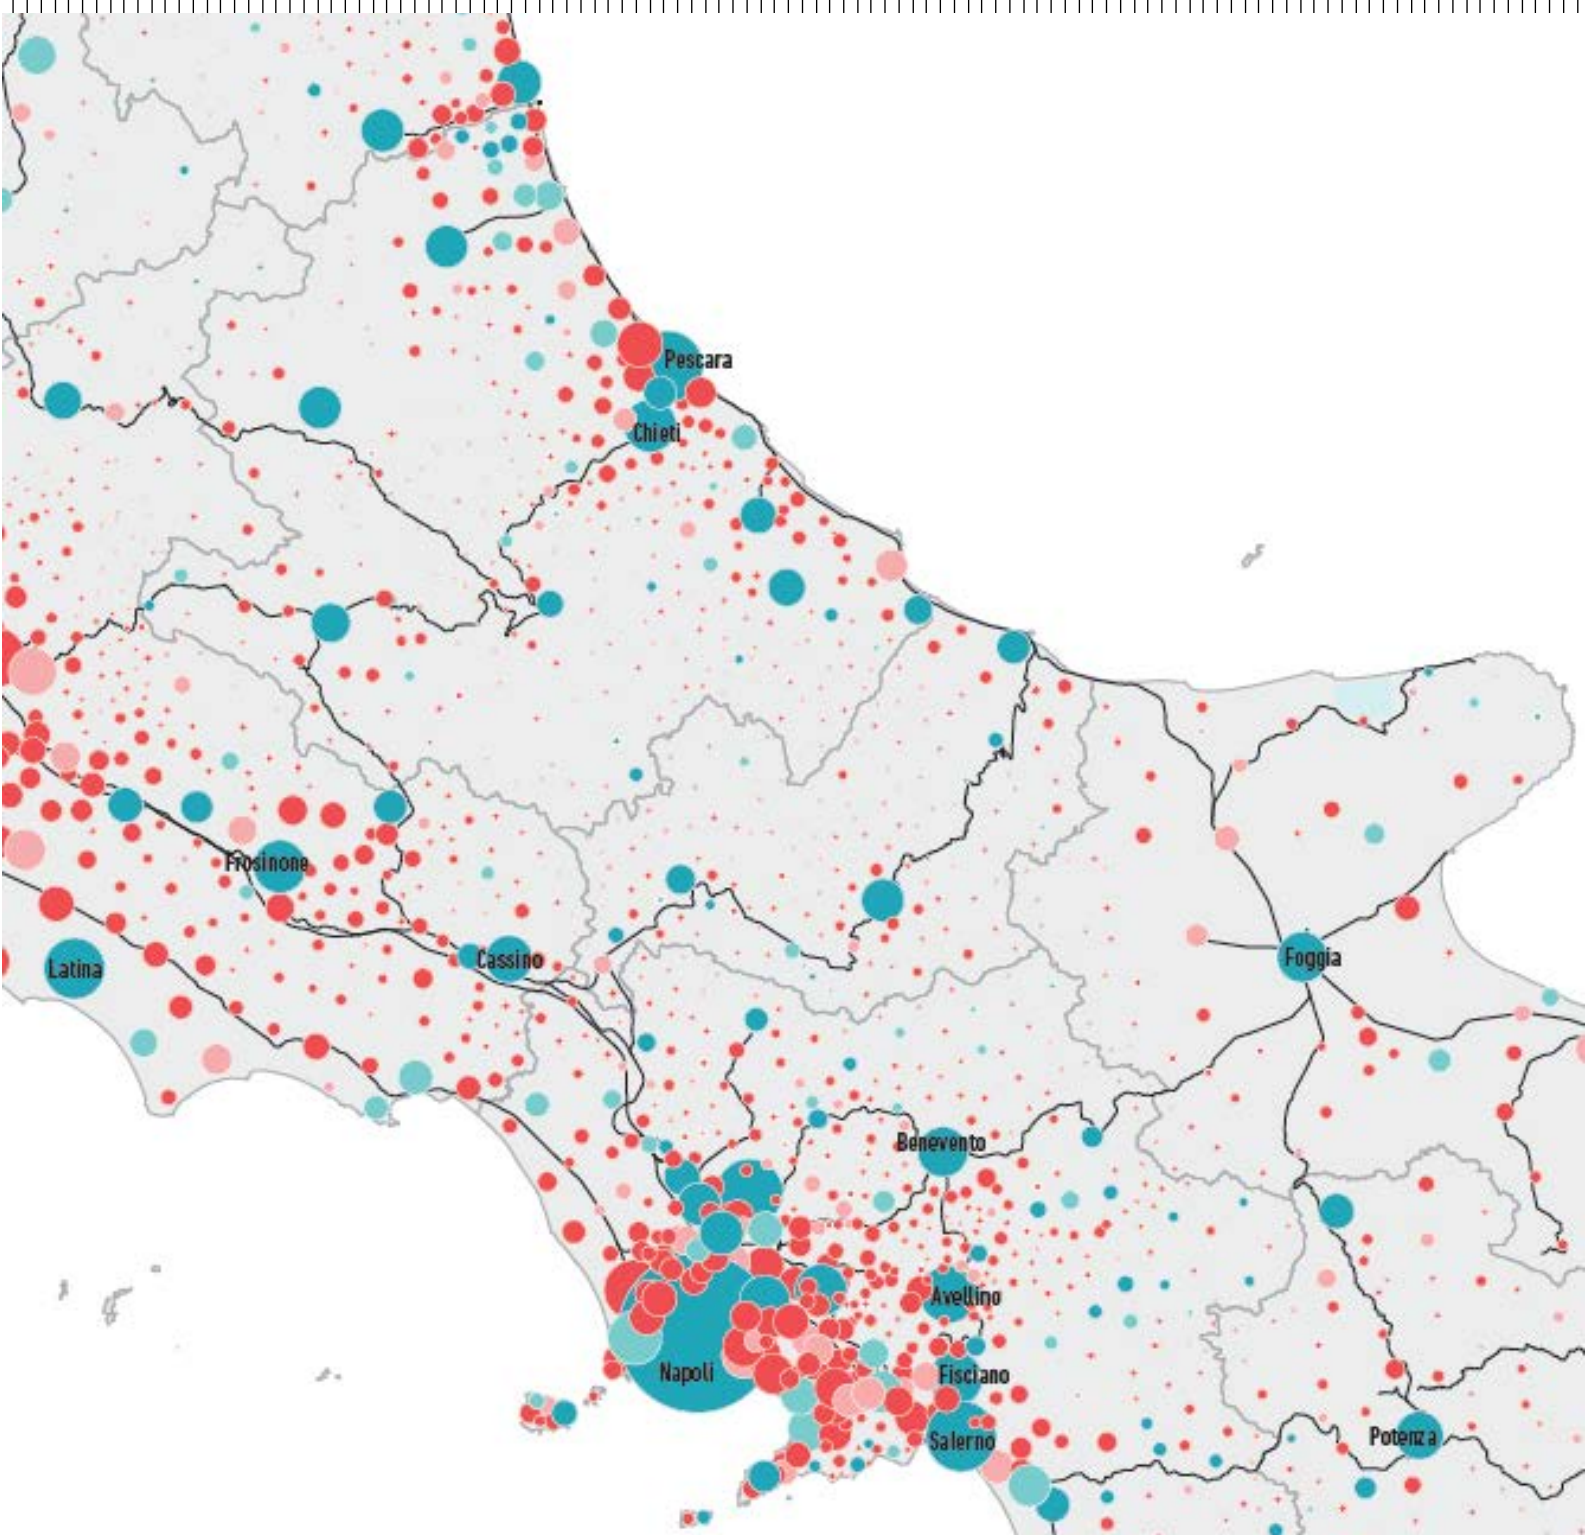 Pescara
Chieti
Frosinone
Cassino
Latina
Foggia
Benevento
Avellino
Napoli
Fisciano
Salerno
Potenza